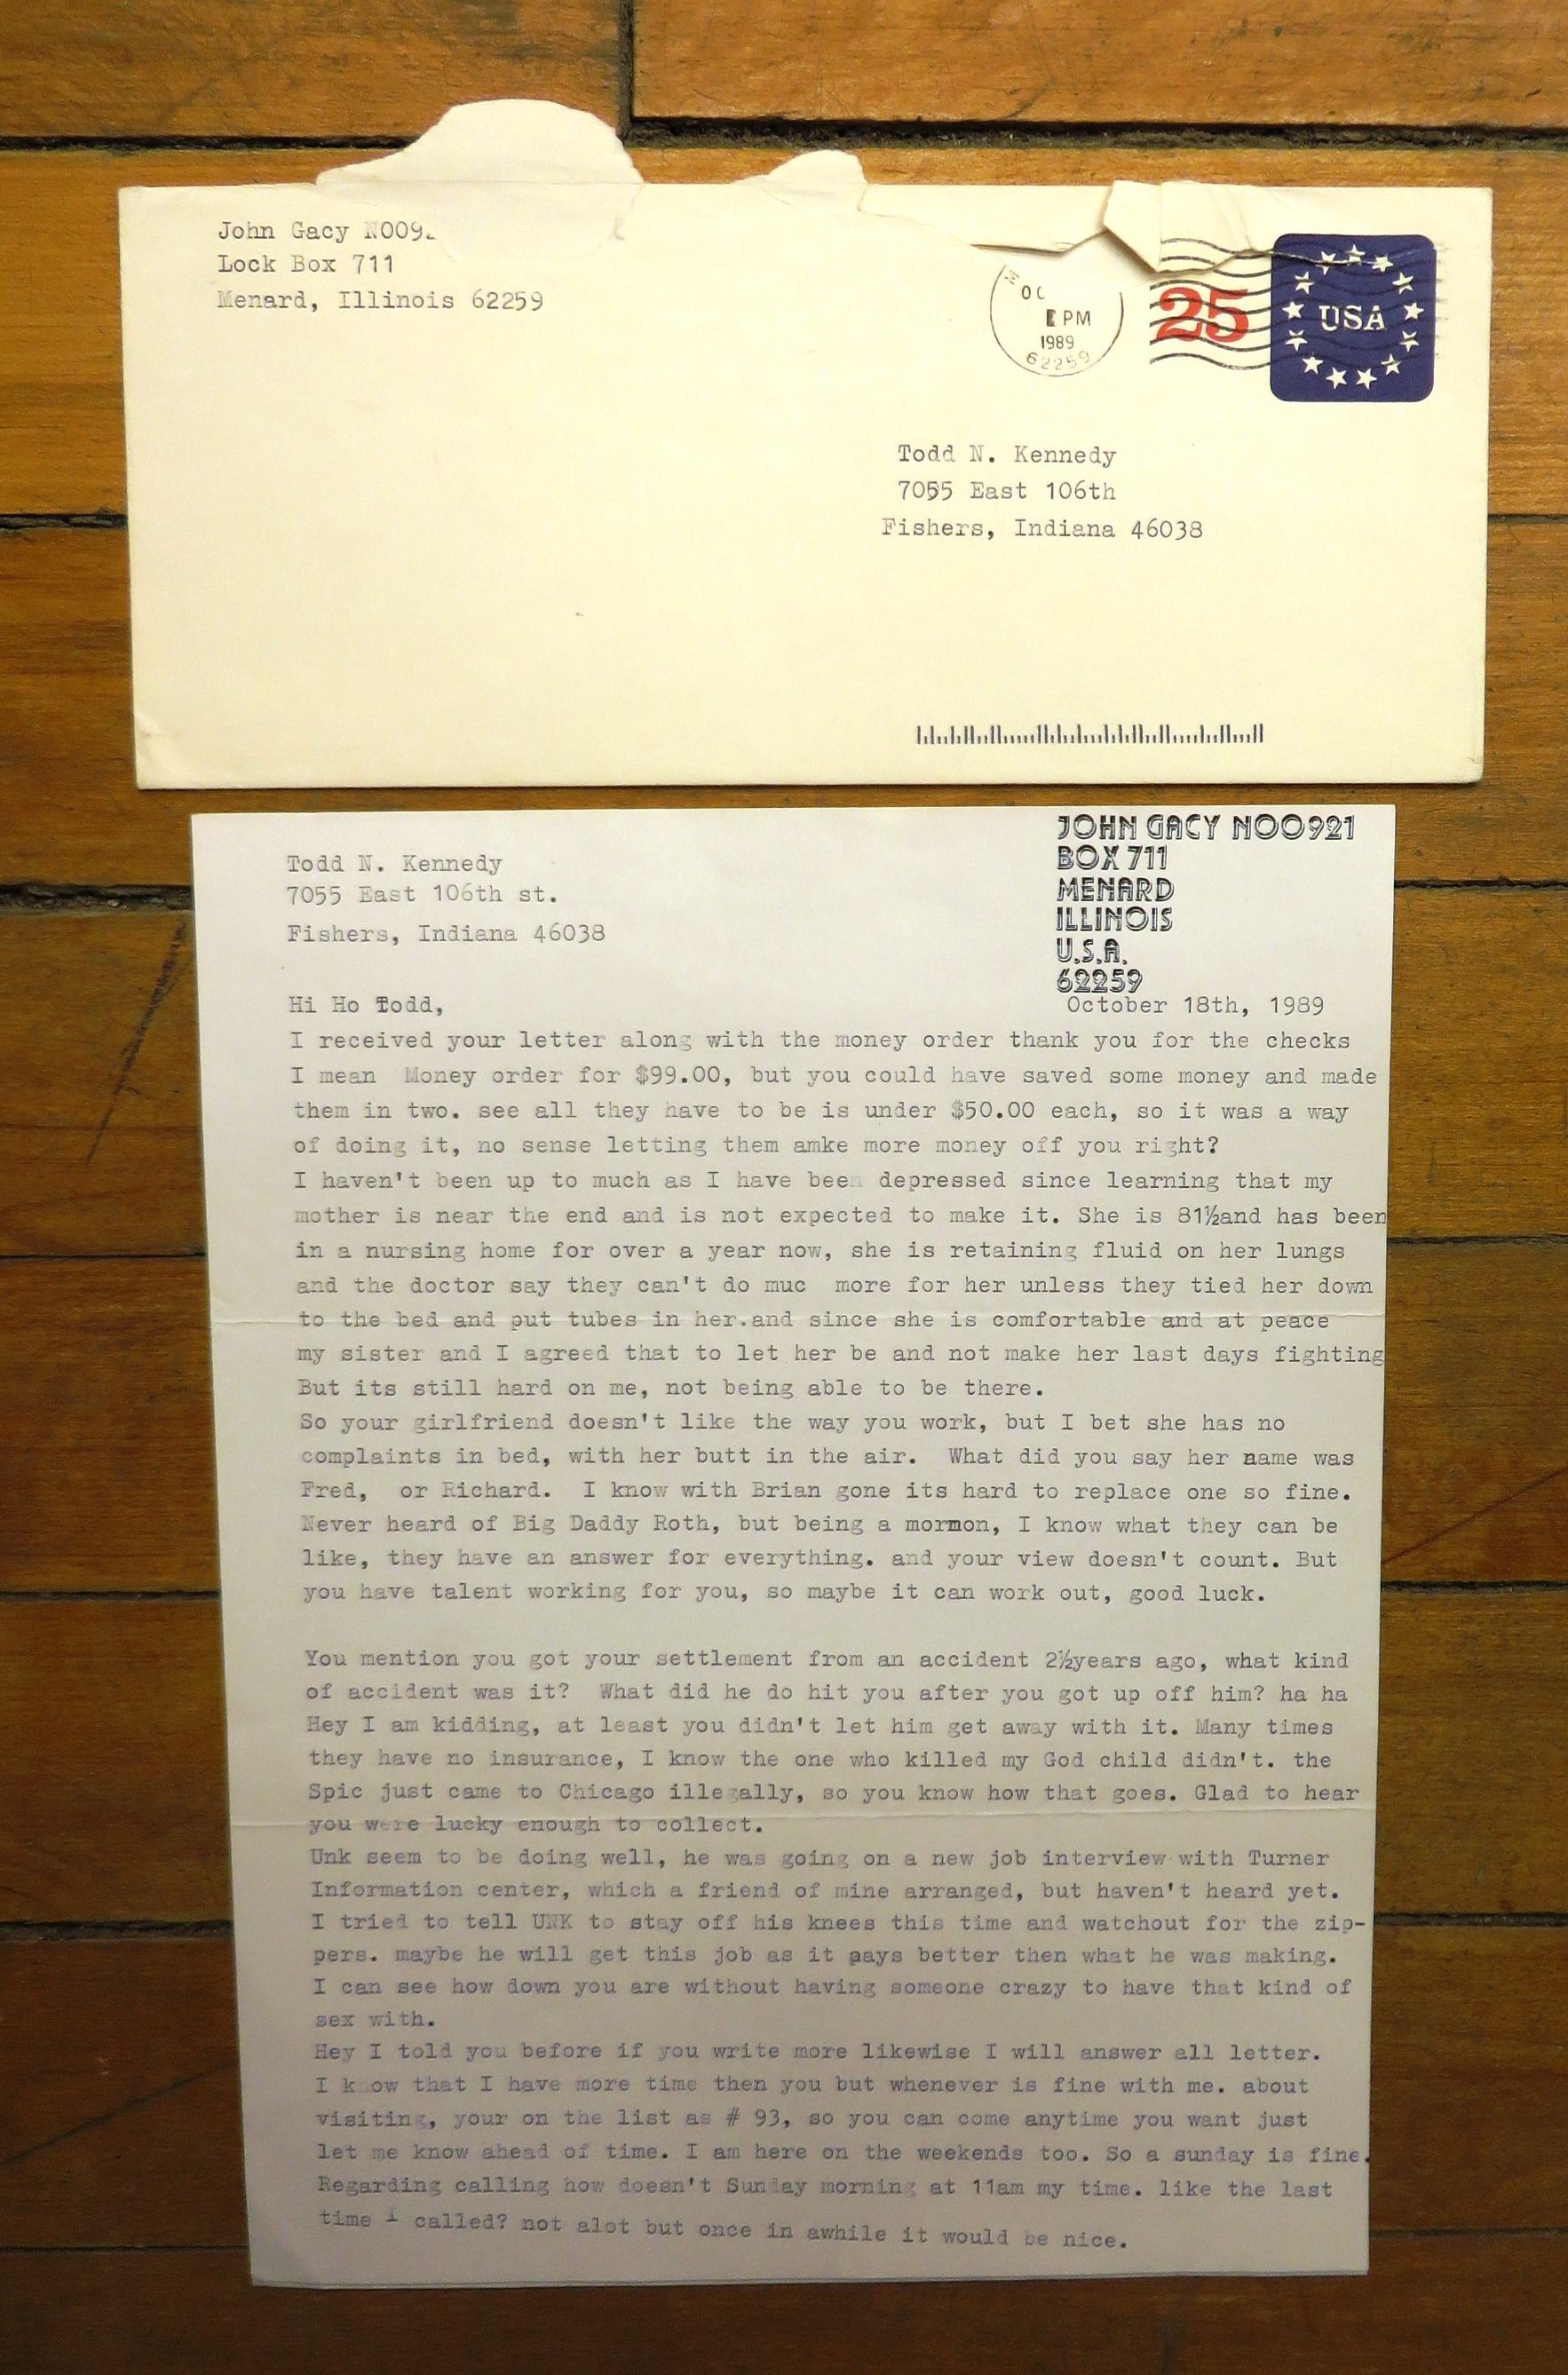 John Gacy N009
Lock Box 711
Menard, Illinois 62259
OC
PM
1989
62259
25
USA
Todd N. Kennedy
7055 East 106th
Fishers, Indiana 46038
JOHN GACY NOO921
BOX 711
MENARD
ILLINOIS
U.S.A.
62259
Todd N. Kennedy
7055 East 106th st.
Fishers, Indiana 46038
Hi Ho Todd,
October 18th, 1989
I received your letter along with the money order thank you for the checks
I mean Money order for $99.00, but you could have saved some money and made
them in two. see all they have to be is under $50.00 each, so it was a way
of doing it, no sense letting them amke more money off you right?
I haven't been up to much as I have been depressed since learning that my
mother is near the end and is not expected to make it. She is 81½and has been
in a nursing home for over a year now, she is retaining fluid on her lungs
and the doctor say they can't do muc more for her unless they tied her down
to the bed and put tubes in her.and since she is comfortable and at peace
my sister and I agreed that to let her be and not make her last days fighting
But its still hard on me, not being able to be there.
So your girlfriend doesn't like the way you work, but I bet she has no
complaints in bed, with her butt in the air. What did you say her name was
Fred, or Richard. I know with Brian gone its hard to replace one so fine.
Never heard of Big Daddy Roth, but being a mormon, I know what they can be
like, they have an answer for everything. and your view doesn't count. But
you have talent working for you, so maybe it can work out, good luck.
You mention you got your settlement from an accident 2½years ago, what kind
of accident was it? What did he do hit you after you got up off him? ha ha
Hey I am kidding, at least you didn't let him get away with it. Many times
they have no insurance, I know the one who killed my God child didn't. the
Spic just came to Chicago illegally, so you know how that goes. Glad to hear
you were lucky enough to collect.
Unk seem to be doing well, he was going on a new job interview with Turner
Information center, which a friend of mine arranged, but haven't heard yet.
I tried to tell UNK to stay off his knees this time and watchout for the zip-
pers. maybe he will get this job as it pays better then what he was making.
I can see how down you are without having someone crazy to have that kind of
sex with.
Hey I told you before if you write more likewise I will answer all letter.
I know that I have more time then you but whenever is fine with me. about
visiting, your on the list as # 93, so you can come anytime you want just
let me know ahead of time. I am here on the weekends too. So a sunday is fine.
Regarding calling how doesn't Sunday morning at 11am my time. like the last
time I called? not alot but once in awhile it would be nice.